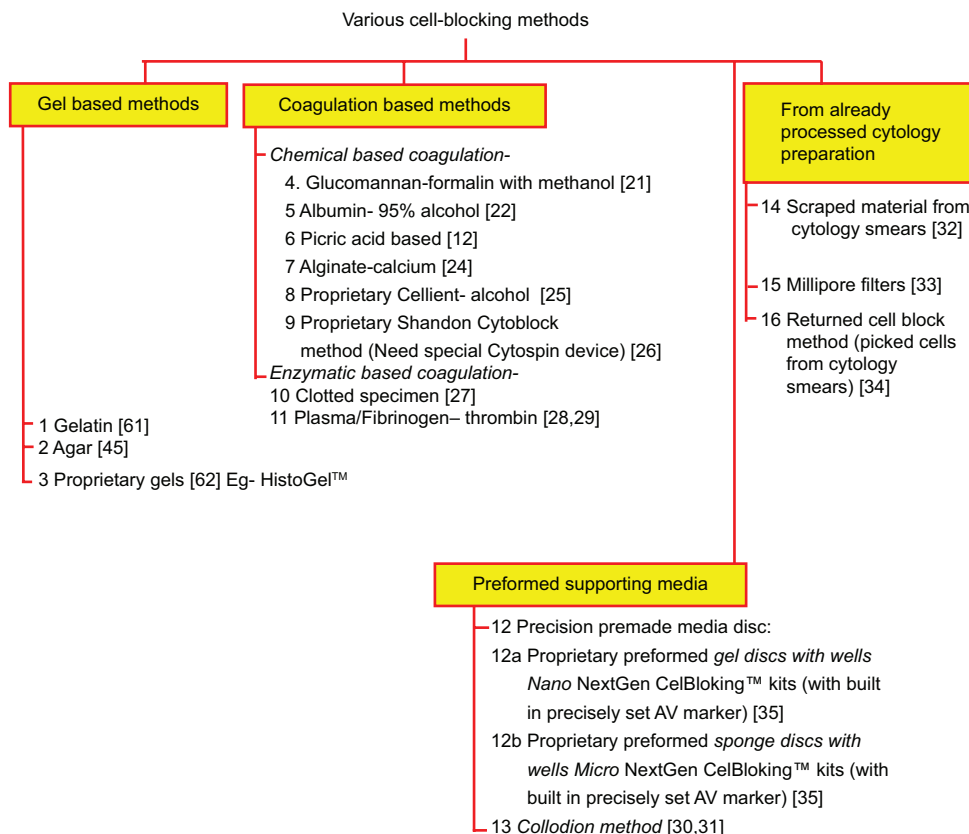 Various cell-blocking methods
Gel based methods
1 Gelatin [61]
2 Agar [45]
3 Proprietary gels [62] Eg- HistoGel™
Coagulation based methods
Chemical based coagulation-
4. Glucomannan-formalin with methanol [21]
5 Albumin- 95% alcohol [22]
6 Picric acid based [12]
7 Alginate-calcium [24]
8 Proprietary Cellient- alcohol [25]
9 Proprietary Shandon Cytoblock
method (Need special Cytospin device) [26]
Enzymatic based coagulation-
10 Clotted specimen [27]
11 Plasma/Fibrinogen– thrombin [28,29]
From already
processed cytology
preparation
14 Scraped material from
cytology smears [32]
15 Millipore filters [33]
16 Returned cell block
method (picked cells
from cytology
smears) [34]
Preformed supporting media
12 Precision premade media disc:
12a Proprietary preformed gel discs with wells
Nano NextGen CelBloking™ kits (with built
in precisely set AV marker) [35]
12b Proprietary preformed sponge discs with
wells Micro NextGen CelBloking™ kits (with
built in precisely set AV marker) [35]
13 Collodion method [30,31]